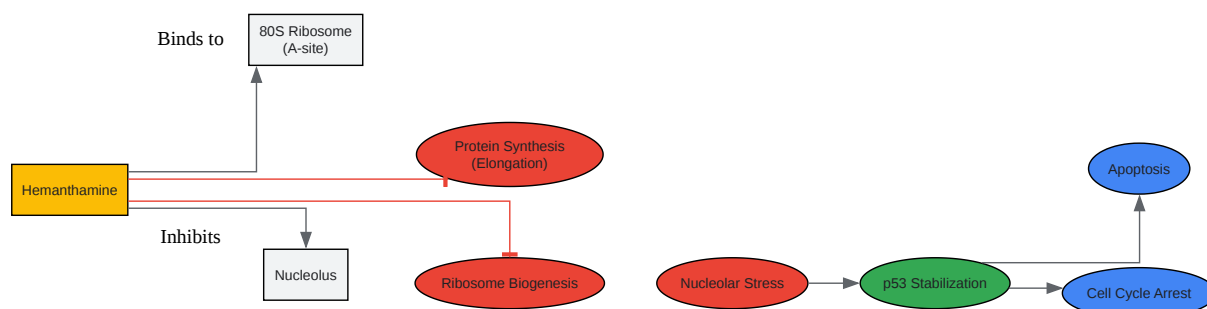 80S Ribosome
(A-site)
Binds to
Protein Synthesis
(Elongation)
Apoptosis
Hemanthamine
Inhibits
Nucleolus
Ribosome Biogenesis
Nucleolar Stress
p53 Stabilization
Cell Cycle Arrest